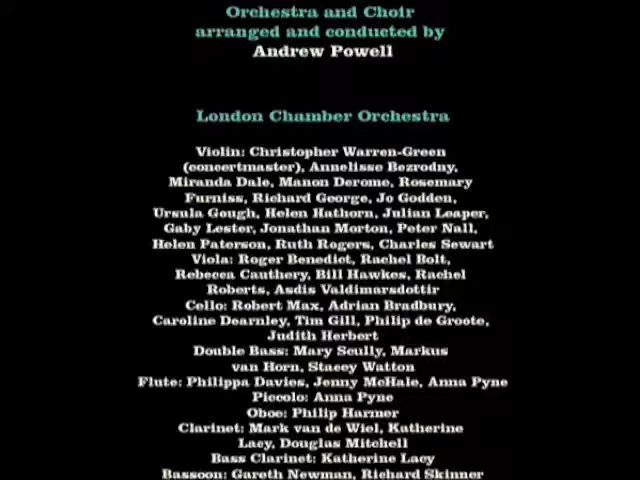 Orchestra and Choir
arranged and conducted by
Andrew Powell
London Chamber Orchestra
Violin: Christopher Warren-Green
(concertmaster), Annelisse Bezrodny,
Miranda Dale, Manon Derome, Rosemary
Furniss, Richard George, Jo Godden,
Ursula Gough, Helen Hathorn, Julian Leaper,
Gaby Lester, Jonathan Morton, Peter Nall,
Helen Paterson, Ruth Rogers, Charles Sewart
Viola: Roger Benedict, Rachel Bolt,
Rebecca Cauthery, Bill Hawkes, Rachel
Roberts, Asdis Valdimarsdottir
Cello: Robert Max, Adrian Bradbury,
Caroline Dearnley, Tim Gill, Philip de Groote,
Judith Herbert
Double Bass: Mary Scully, Markus
van Horn, Stacey Watton
Flute: Philippa Davies, Jenny McHale, Anna Pyne
Piccolo: Anna Pyne
Oboe: Philip Harmer
Clarinet: Mark van de Wiel, Katherine
Lacy, Douglas Mitchell
Bass Clarinet: Katherine Lacy
Bassoon: Gareth Newman, Richard Skinner